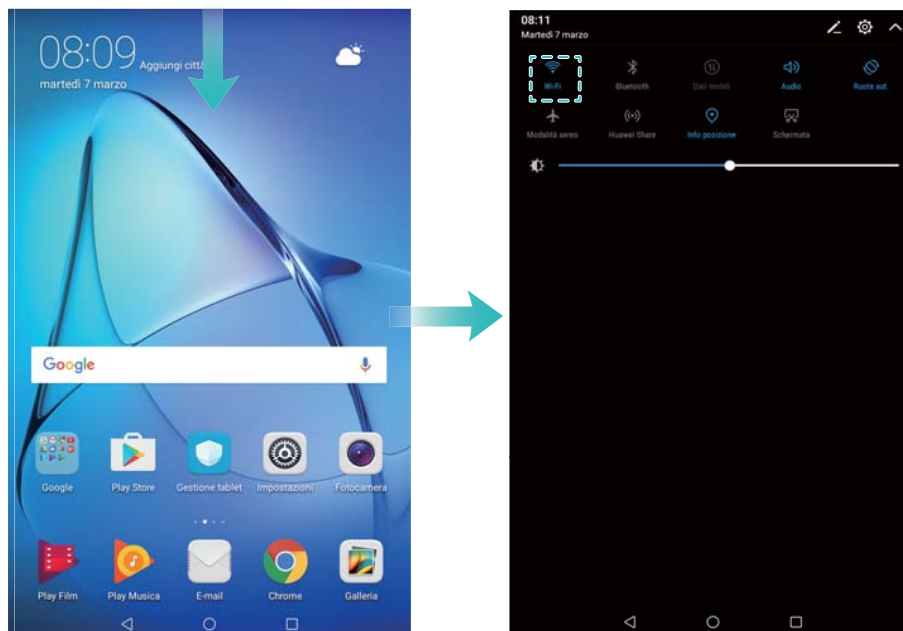 08:09 Aggiungi città
martedì 7 marzo
Google
Google
Play Store
Gestione tablet
Impostazioni
Fotocamera
Play Film
Play Musica
E-mail
Chrome
Galleria
08:11
Martedì 7 marzo
Wi-Fi
Bluetooth
Dati mobili
Audio
Ruota aut.
Modalità aereo
Huawei Share
Info posizione
Schermata